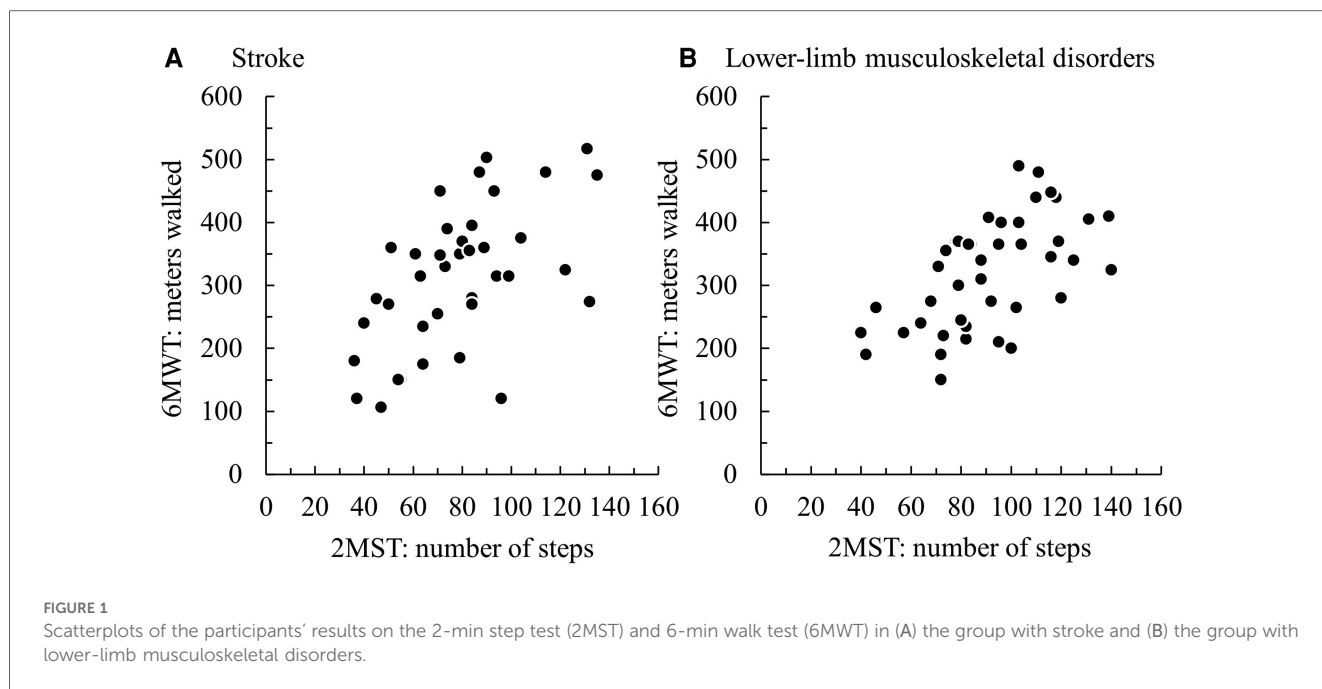 A Stroke
600
500
400
300
200
100
0
6MWT: meters walked
0 20 40 60 80 100 120 140 160
2MST: number of steps
B Lower-limb musculoskeletal disorders
600
500
400
300
200
100
0
6MWT: meters walked
0 20 40 60 80 100 120 140 160
2MST: number of steps
FIGURE 1
Scatterplots of the participants’ results on the 2-min step test (2MST) and 6-min walk test (6MWT) in (A) the group with stroke and (B) the group with
lower-limb musculoskeletal disorders.